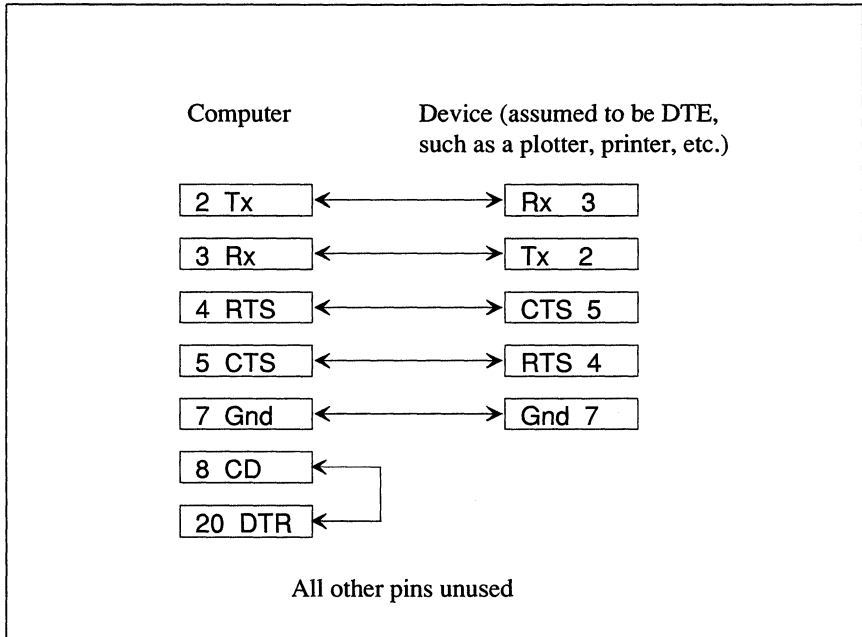 Computer
Device (assumed to be DTE,
such as a plotter, printer, etc.)
2 Tx
Rx 3
3 Rx
Tx 2
4 RTS
CTS 5
5 CTS
RTS 4
7 Gnd
Gnd 7
8 CD
20 DTR
All other pins unused